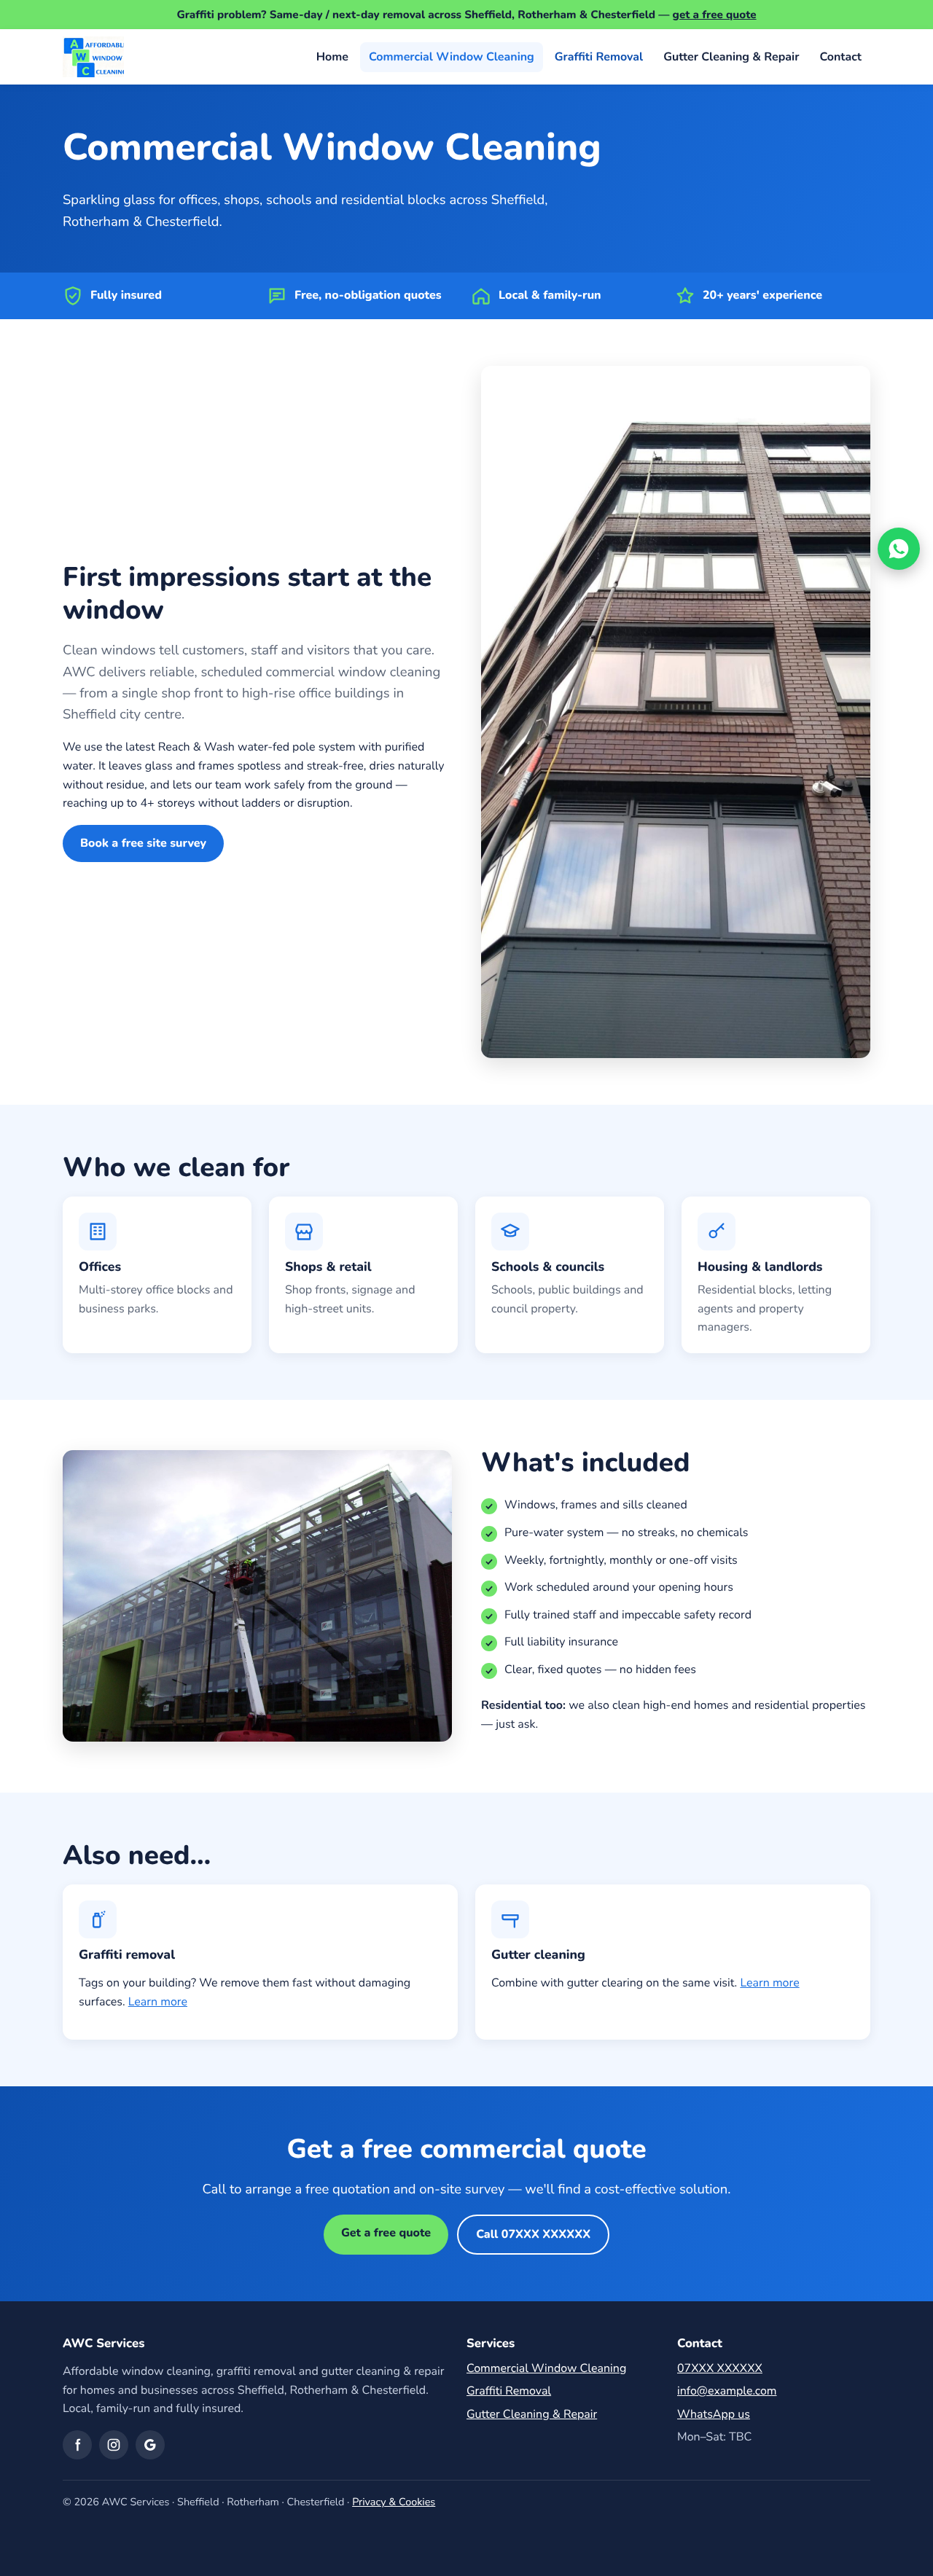 Graffiti problem? Same-day / next-day removal across Sheffield, Rotherham & Chesterfield — get a free quote
A AFFORDABL
W WINDOW
C CLEANING
Home
Commercial Window Cleaning
Graffiti Removal
Gutter Cleaning & Repair
Contact
Commercial Window Cleaning
Sparkling glass for offices, shops, schools and residential blocks across Sheffield,
Rotherham & Chesterfield.
Fully insured
Free, no-obligation quotes
Local & family-run
20+ years' experience
First impressions start at the
window
Clean windows tell customers, staff and visitors that you care.
AWC delivers reliable, scheduled commercial window cleaning
— from a single shop front to high-rise office buildings in
Sheffield city centre.
We use the latest Reach & Wash water-fed pole system with purified
water. It leaves glass and frames spotless and streak-free, dries naturally
without residue, and lets our team work safely from the ground —
reaching up to 4+ storeys without ladders or disruption.
Book a free site survey
Who we clean for
Offices
Multi-storey office blocks and
business parks.
Shops & retail
Shop fronts, signage and
high-street units.
Schools & councils
Schools, public buildings and
council property.
Housing & landlords
Residential blocks, letting
agents and property
managers.
What's included
Windows, frames and sills cleaned
Pure-water system — no streaks, no chemicals
Weekly, fortnightly, monthly or one-off visits
Work scheduled around your opening hours
Fully trained staff and impeccable safety record
Full liability insurance
Clear, fixed quotes — no hidden fees
Residential too: we also clean high-end homes and residential properties
— just ask.
Also need...
Graffiti removal
Tags on your building? We remove them fast without damaging
surfaces. Learn more
Gutter cleaning
Combine with gutter clearing on the same visit. Learn more
Get a free commercial quote
Call to arrange a free quotation and on-site survey — we'll find a cost-effective solution.
Get a free quote
Call 07XXX XXXXXX
AWC Services
Affordable window cleaning, graffiti removal and gutter cleaning & repair
for homes and businesses across Sheffield, Rotherham & Chesterfield.
Local, family-run and fully insured.
Services
Commercial Window Cleaning
Graffiti Removal
Gutter Cleaning & Repair
Contact
07XXX XXXXXX
info@example.com
WhatsApp us
Mon–Sat: TBC
© 2026 AWC Services · Sheffield · Rotherham · Chesterfield · Privacy & Cookies